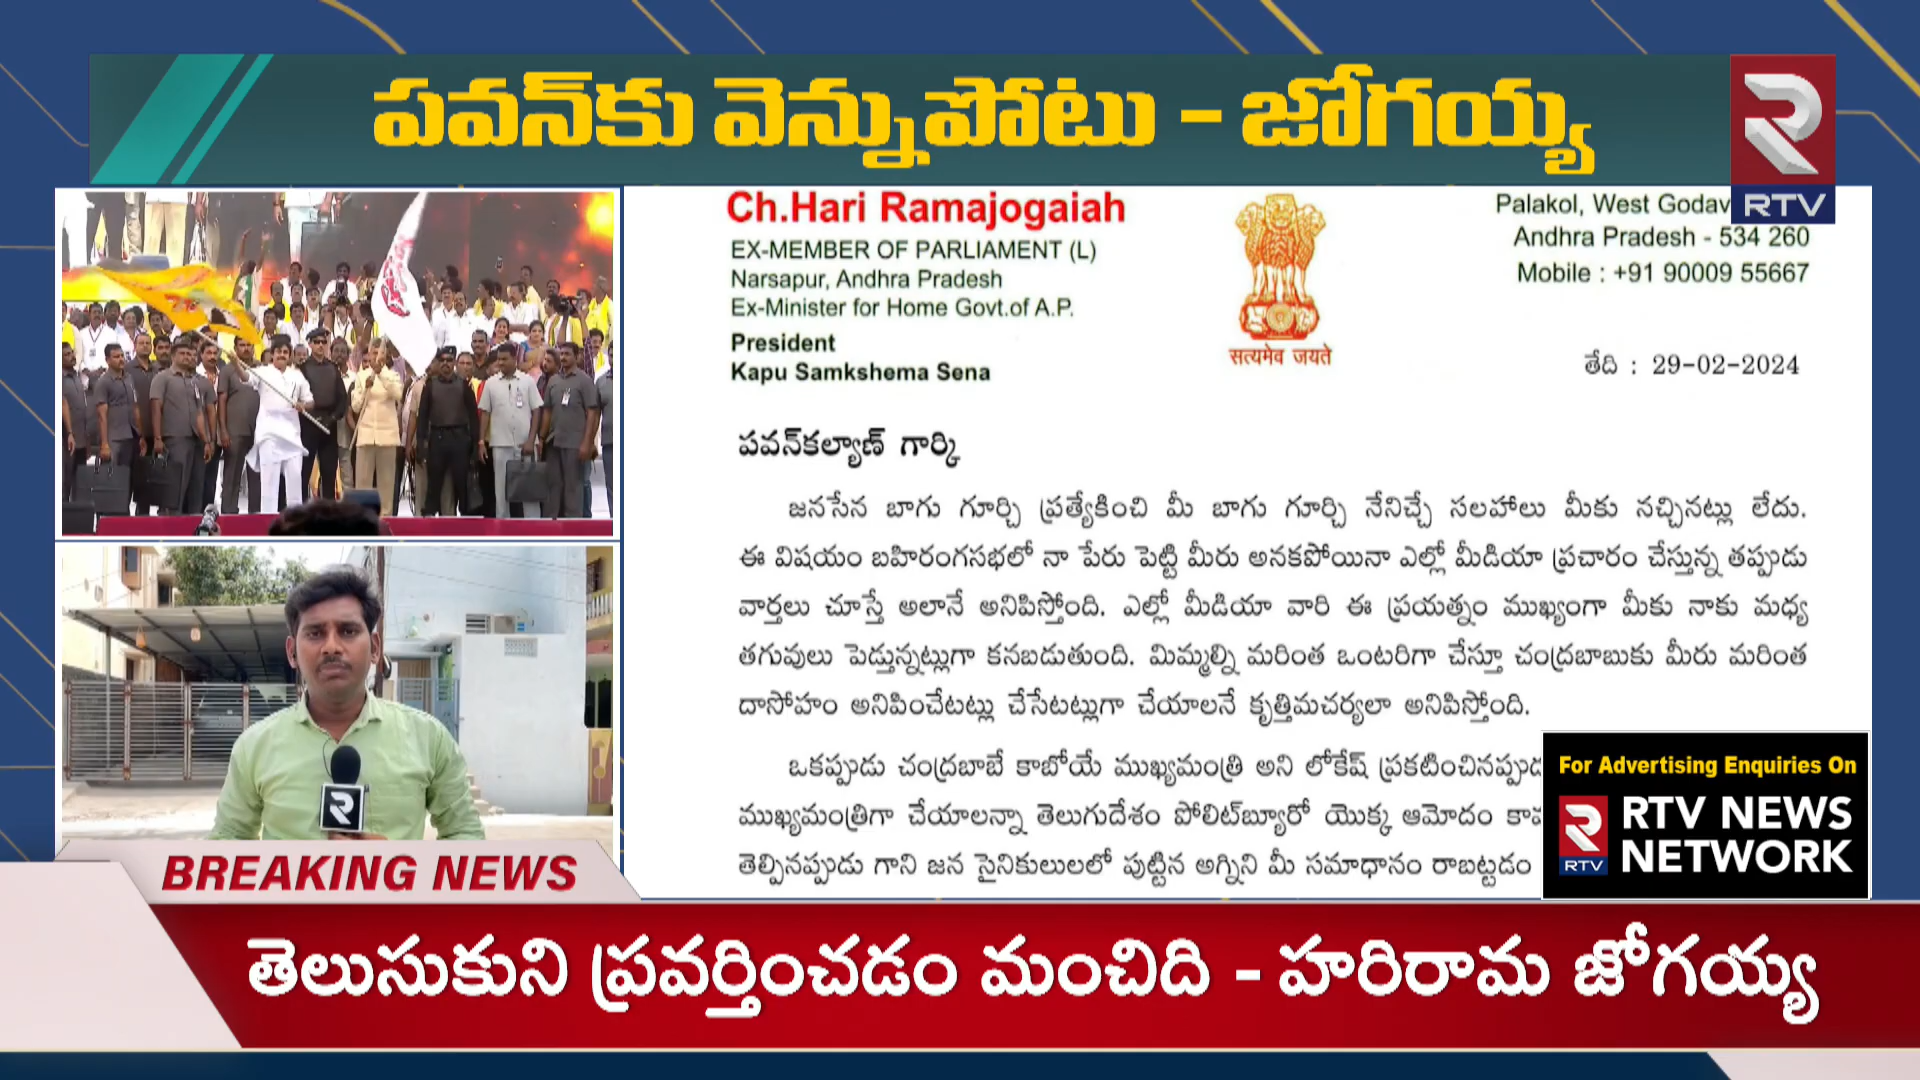 పవన్‌కు వెన్నుపోటు - జోగయ్య
RTV
Ch.Hari Ramajogaiah
EX-MEMBER OF PARLIAMENT (L)
Narsapur, Andhra Pradesh
Ex-Minister for Home Govt.of A.P.
President
Kapu Samkshema Sena
सत्यमेव जयते
Palakol, West Godav
Andhra Pradesh - 534 260
Mobile : +91 90009 55667
తేది : 29-02-2024
పవన్‌కల్యాణ్ గార్కి
జనసేన బాగు గూర్చి ప్రత్యేకించి మీ బాగు గూర్చి నేనిచ్చే సలహాలు మీకు నచ్చినట్లు లేదు.
ఈ విషయం బహిరంగసభలో నా పేరు పెట్టి మీరు అనకపోయినా ఎల్లో మీడియా ప్రచారం చేస్తున్న తప్పుడు
వార్తలు చూస్తే అలానే అనిపిస్తోంది. ఎల్లో మీడియా వారి ఈ ప్రయత్నం ముఖ్యంగా మీకు నాకు మధ్య
తగువులు పెడ్తున్నట్లుగా కనబడుతుంది. మిమ్మల్ని మరింత ఒంటరిగా చేస్తూ చంద్రబాబుకు మీరు మరింత
దాసోహం అనిపించేటట్లు చేసేటట్లుగా చేయాలనే కృత్తిమచర్యలా అనిపిస్తోంది.
ఒకప్పుడు చంద్రబాబే కాబోయే ముఖ్యమంత్రి అని లోకేష్ ప్రకటించినప్పుడ
ముఖ్యమంత్రిగా చేయాలన్నా తెలుగుదేశం పోలిట్‌బ్యూరో యొక్క ఆమోదం కావ
తెల్పినప్పుడు గాని జన సైనికులులలో పుట్టిన అగ్నిని మీ సమాధానం రాబట్టడం
For Advertising Enquiries On
RTV NEWS
NETWORK
RTV
BREAKING NEWS
తెలుసుకుని ప్రవర్తించడం మంచిది - హరిరామ జోగయ్య